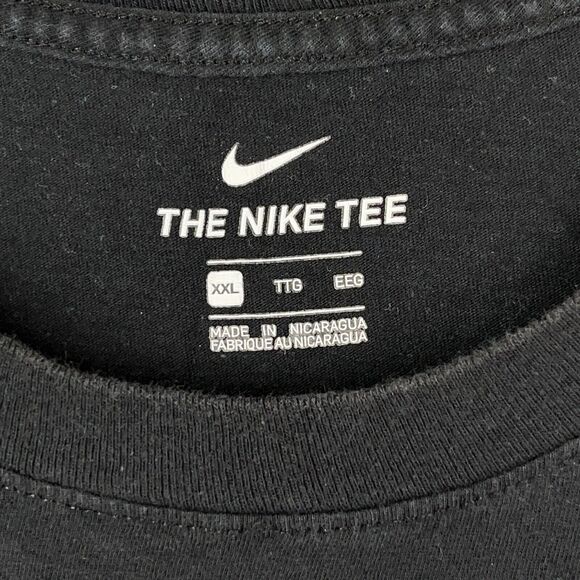 THE NIKE TEE
XXL TTG EEG
MADE IN NICARAGUA
FABRIQUE AU NICARAGUA